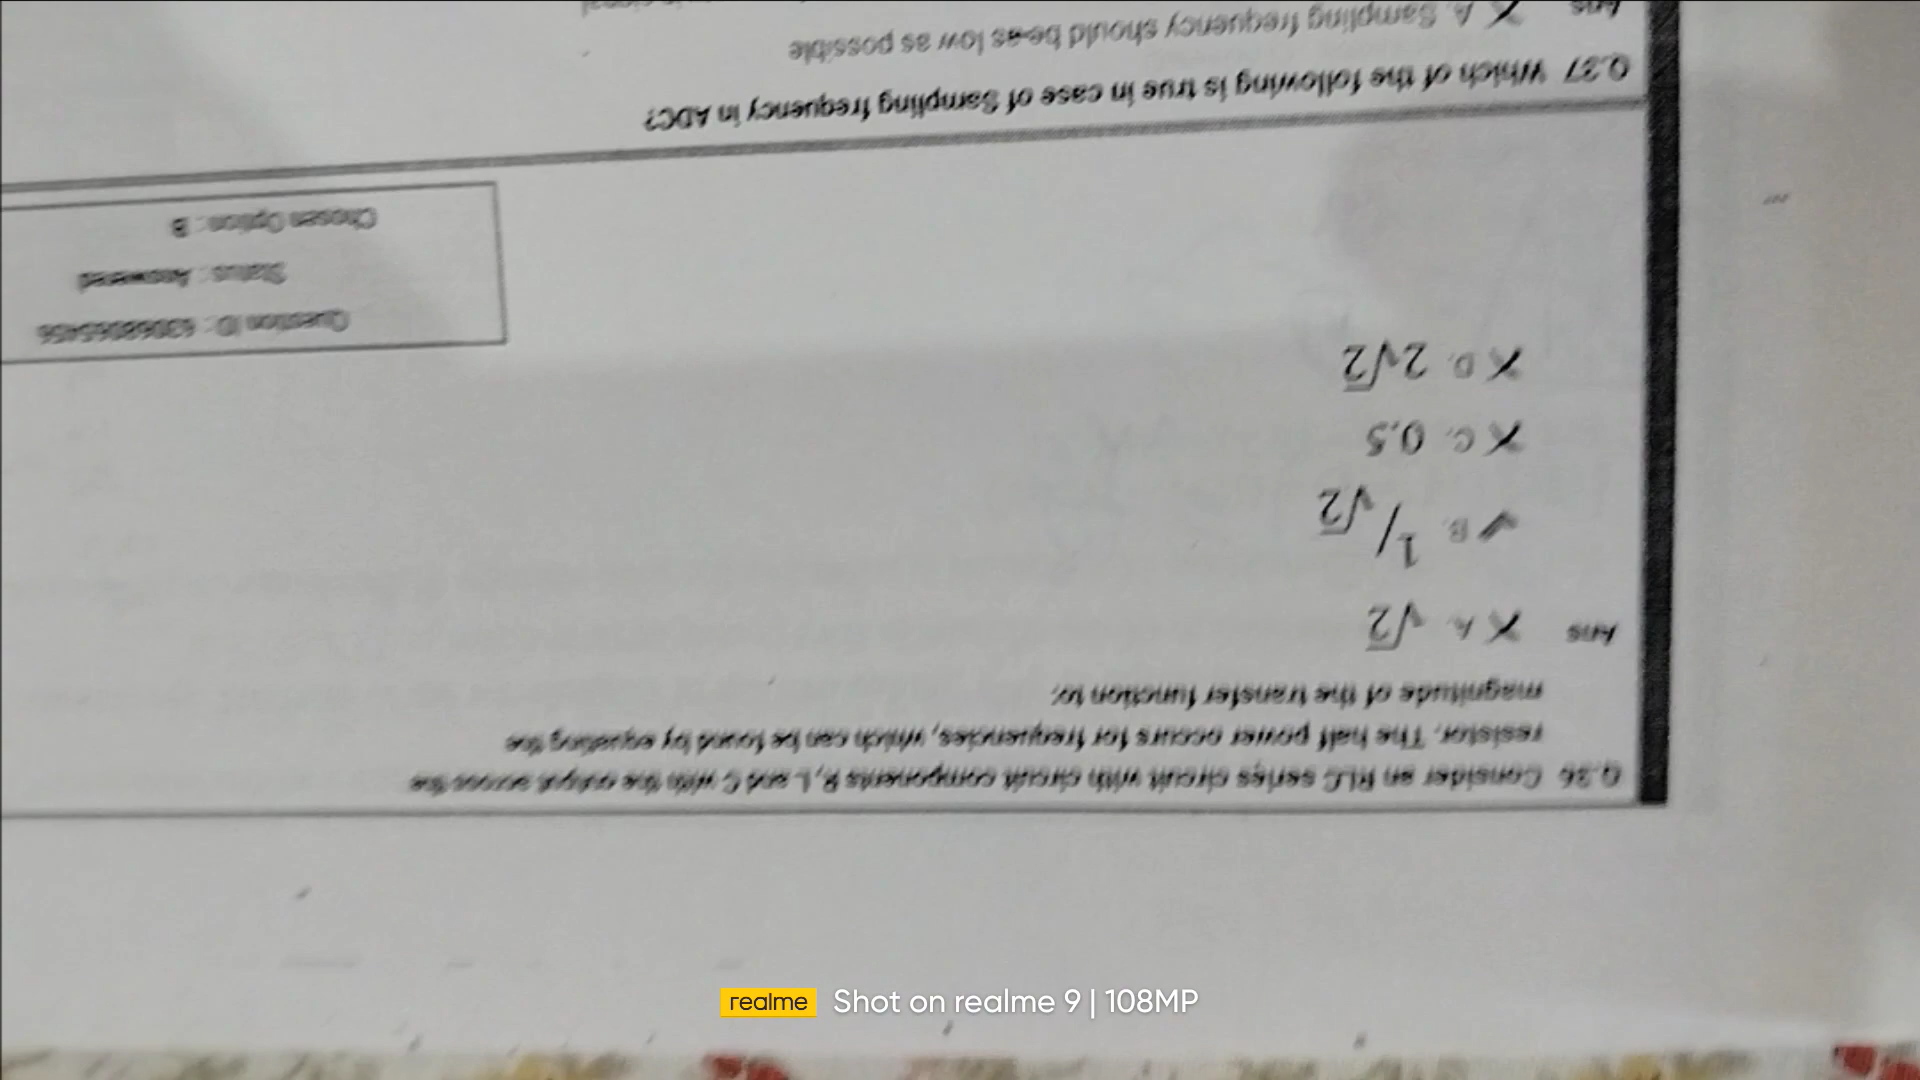 Q.36 Consider an RLC series circuit with circuit components R, L and C with the output across the
resistor. The half power occurs for frequencies, which can be found by equating the
magnitude of the transfer function to:
Ans ✗ A. √2
✓ B. 1/√2
✗ C. 0.5
✗ D. 2√2
Question ID : 63068065456
Status : Answered
Chosen Option : B
Q.37 Which of the following is true in case of Sampling frequency in ADC?
Ans ✗ A. Sampling frequency should be as low as possible
realme Shot on realme 9 | 108MP